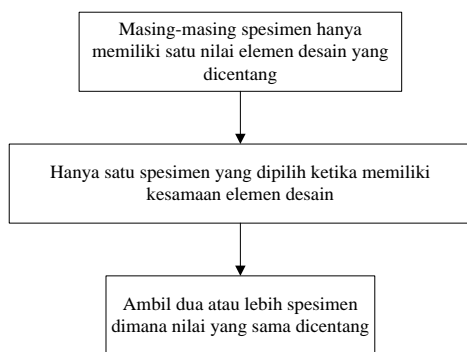 Masing-masing spesimen hanya
memiliki satu nilai elemen desain yang
dicentang
Hanya satu spesimen yang dipilih ketika memiliki
kesamaan elemen desain
Ambil dua atau lebih spesimen
dimana nilai yang sama dicentang